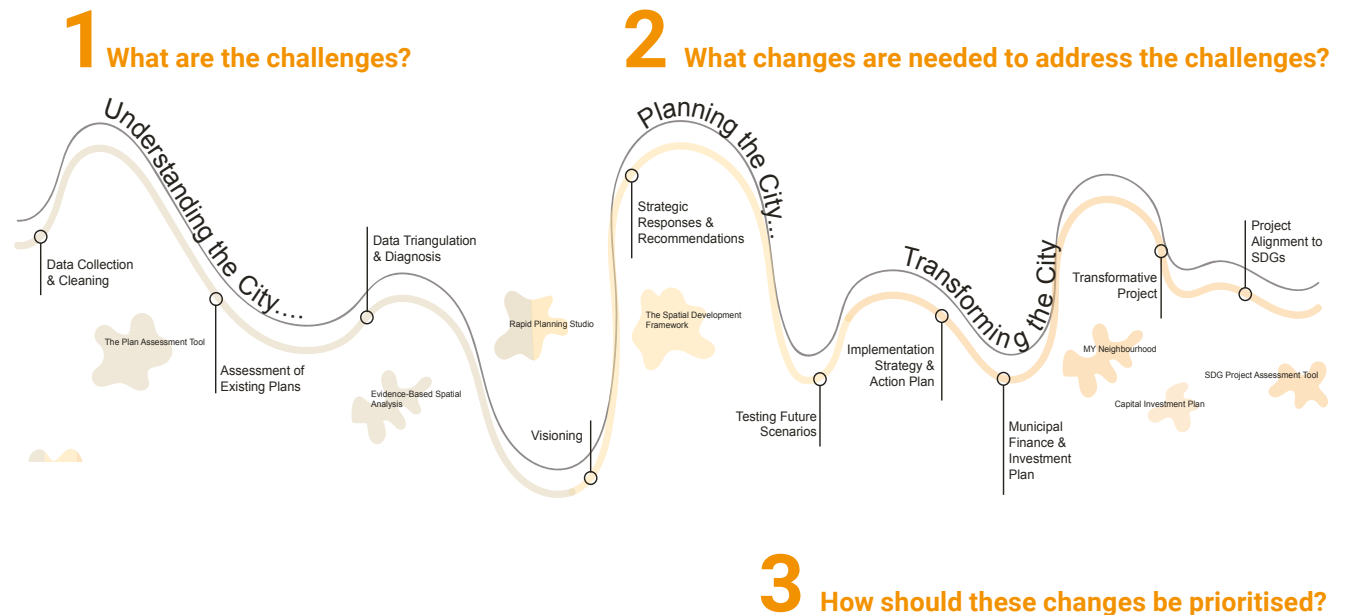 1 What are the challenges?
2 What changes are needed to address the challenges?
Understanding the City....
Planning the City...
Transforming the City
Data Collection
& Cleaning
The Plan Assessment Tool
Assessment of
Existing Plans
Data Triangulation
& Diagnosis
Evidence-Based Spatial
Analysis
Rapid Planning Studio
Visioning
Strategic
Responses &
Recommendations
The Spatial Development
Framework
Testing Future
Scenarios
Implementation
Strategy &
Action Plan
Municipal
Finance &
Investment
Plan
Transformative
Project
MY Neighbourhood
Capital Investment Plan
Project
Alignment to
SDGs
SDG Project Assessment Tool
3 How should these changes be prioritised?